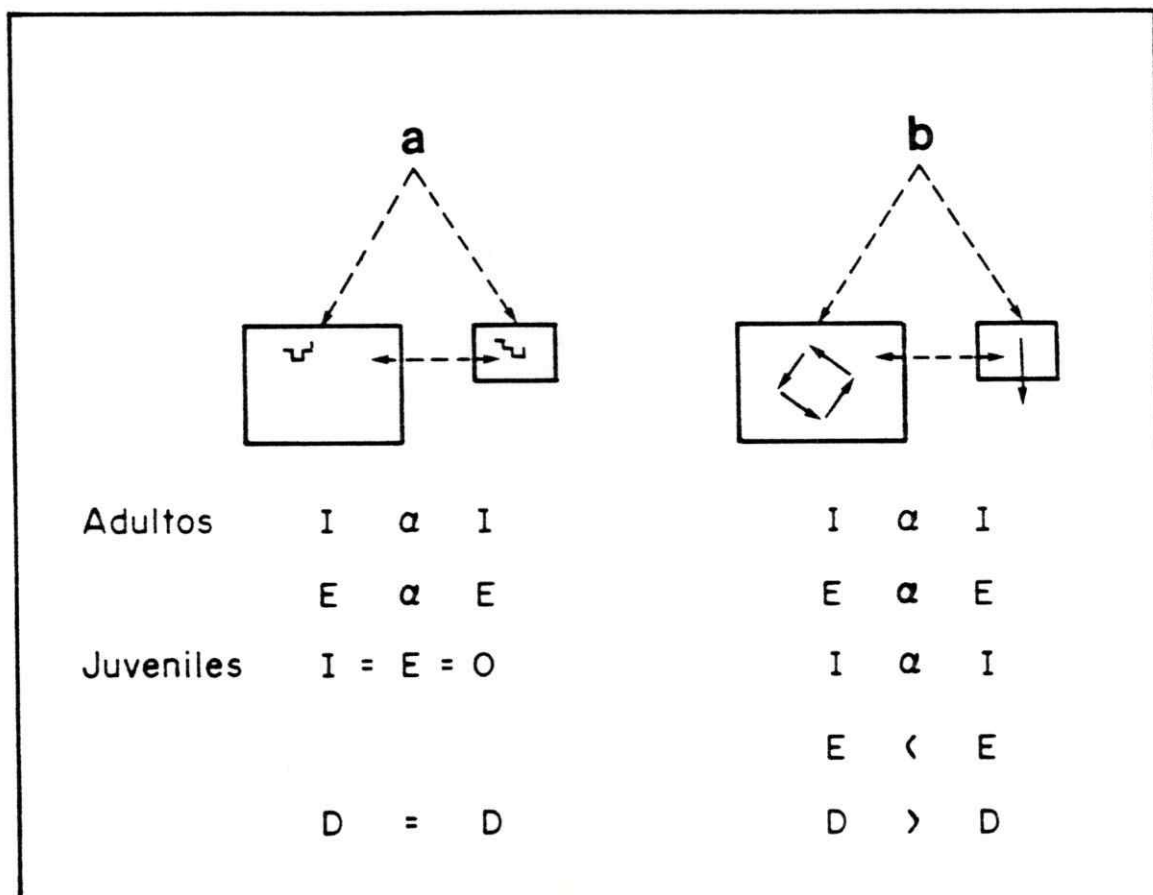 a b
Adultos I α I I α I
E α E E α E
Juveniles I = E = O I α I
E < E
D = D D > D